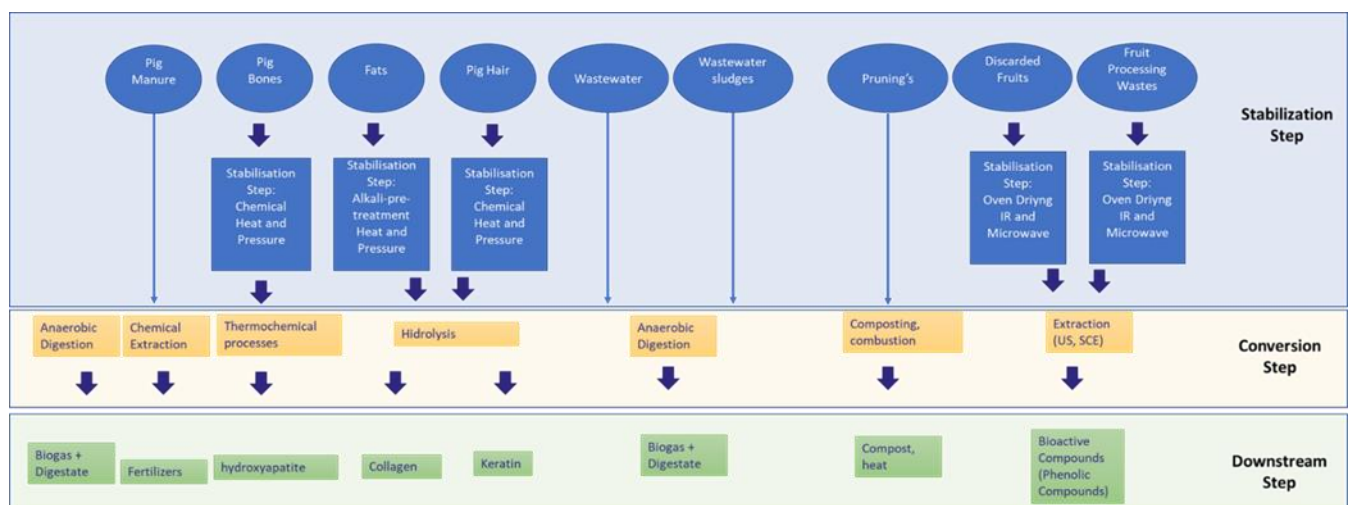 Pig
Manure
Pig
Bones
Fats
Pig Hair
Wastewater
Wastewater
sludges
Pruning's
Discarded
Fruits
Fruit
Processing
Wastes
Stabilization
Step
Stabilisation
Step:
Chemical
Heat and
Pressure
Stabilisation
Step:
Alkali-pre-
treatment
Heat and
Pressure
Stabilisation
Step:
Chemical
Heat and
Pressure
Stabilisation
Step:
Oven Driyng
IR and
Microwave
Stabilisation
Step:
Oven Driyng
IR and
Microwave
Anaerobic
Digestion
Chemical
Extraction
Thermochemical
processes
Hidrolysis
Anaerobic
Digestion
Composting,
combustion
Extraction
(US, SCE)
Conversion
Step
Biogas +
Digestate
Fertilizers
hydroxyapatite
Collagen
Keratin
Biogas +
Digestate
Compost,
heat
Bioactive
Compounds
(Phenolic
Compounds)
Downstream
Step